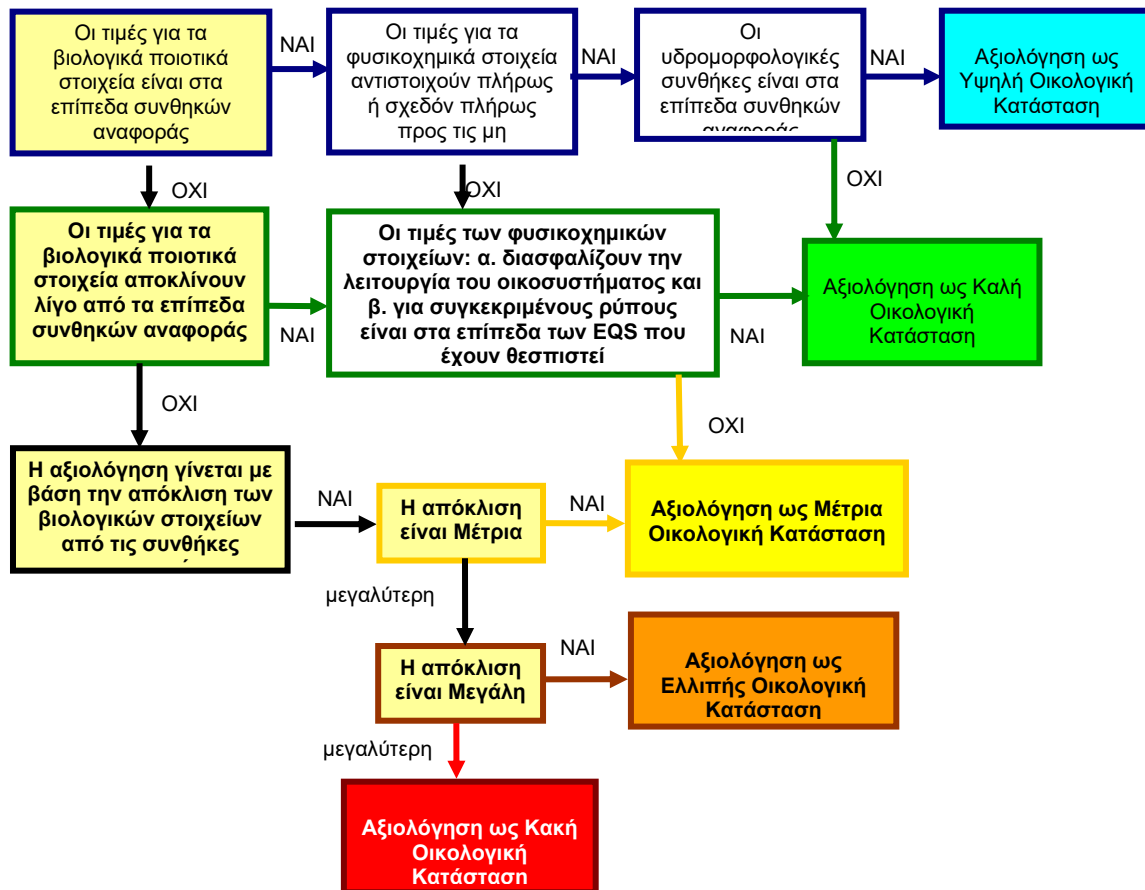 Οι τιμές για τα
βιολογικά ποιοτικά
στοιχεία είναι στα
επίπεδα συνθηκών
αναφοράς
ΝΑΙ
Οι τιμές για τα
φυσικοχημικά στοιχεία
αντιστοιχούν πλήρως
ή σχεδόν πλήρως
προς τις μη
ΝΑΙ
Οι
υδρομορφολογικές
συνθήκες είναι στα
επίπεδα συνθηκών
αναφοράς
ΝΑΙ
Αξιολόγηση ως
Υψηλή Οικολογική
Κατάσταση
ΟΧΙ
ΟΧΙ
ΟΧΙ
Οι τιμές για τα
βιολογικά ποιοτικά
στοιχεία αποκλίνουν
λίγο από τα επίπεδα
συνθηκών αναφοράς
ΝΑΙ
Οι τιμές των φυσικοχημικών
στοιχείων: α. διασφαλίζουν την
λειτουργία του οικοσυστήματος και
β. για συγκεκριμένους ρύπους
είναι στα επίπεδα των EQS που
έχουν θεσπιστεί
ΝΑΙ
Αξιολόγηση ως Καλή
Οικολογική
Κατάσταση
ΟΧΙ
ΟΧΙ
Η αξιολόγηση γίνεται με
βάση την απόκλιση των
βιολογικών στοιχείων
από τις συνθήκες
ΝΑΙ
Η απόκλιση
είναι Μέτρια
ΝΑΙ
Αξιολόγηση ως Μέτρια
Οικολογική Κατάσταση
μεγαλύτερη
Η απόκλιση
είναι Μεγάλη
ΝΑΙ
Αξιολόγηση ως
Ελλιπής Οικολογική
Κατάσταση
μεγαλύτερη
Αξιολόγηση ως Κακή
Οικολογική
Κατάσταση